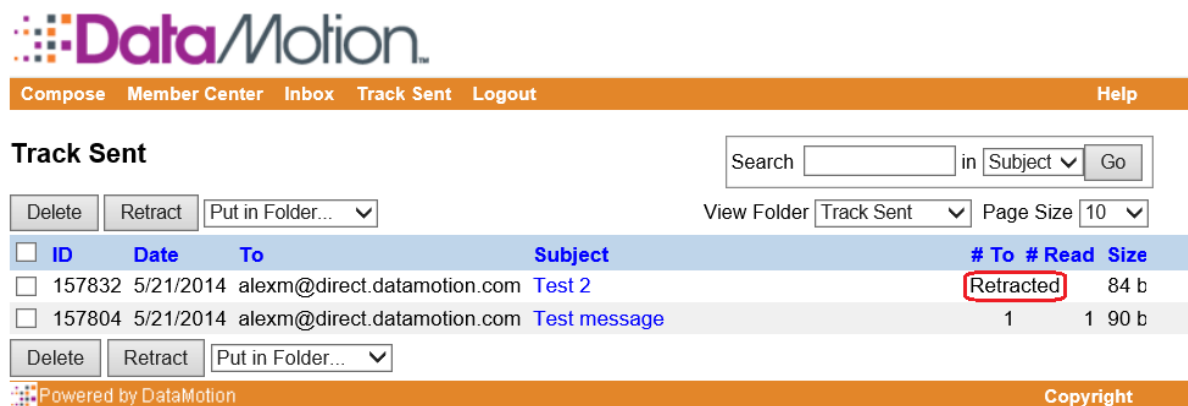 DataMotion™
Compose Member Center Inbox Track Sent Logout Help
Track Sent
Search in Subject Go
Delete Retract Put in Folder... View Folder Track Sent Page Size 10
ID Date To Subject # To # Read Size
157832 5/21/2014 alexm@direct.datamotion.com Test 2 Retracted 84 b
157804 5/21/2014 alexm@direct.datamotion.com Test message 1 1 90 b
Delete Retract Put in Folder...
Powered by DataMotion Copyright